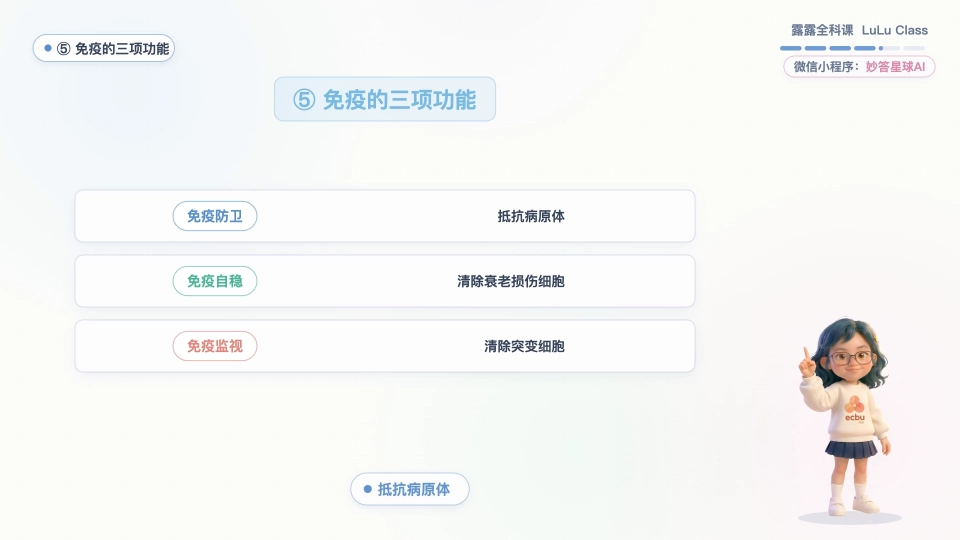 ⑤ 免疫的三项功能
露露全科课 LuLu Class
微信小程序：妙答星球AI
⑤ 免疫的三项功能
免疫防卫 抵抗病原体
免疫自稳 清除衰老损伤细胞
免疫监视 清除突变细胞
ecbu
抵抗病原体